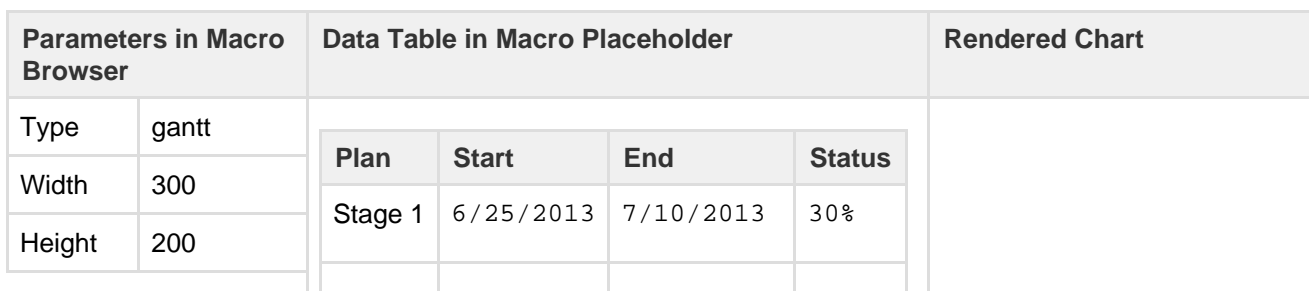 Parameters in Macro Browser | Data Table in Macro Placeholder | Rendered Chart
Type gantt
Width 300
Height 200
Plan Start End Status
Stage 1 6/25/2013 7/10/2013 30%